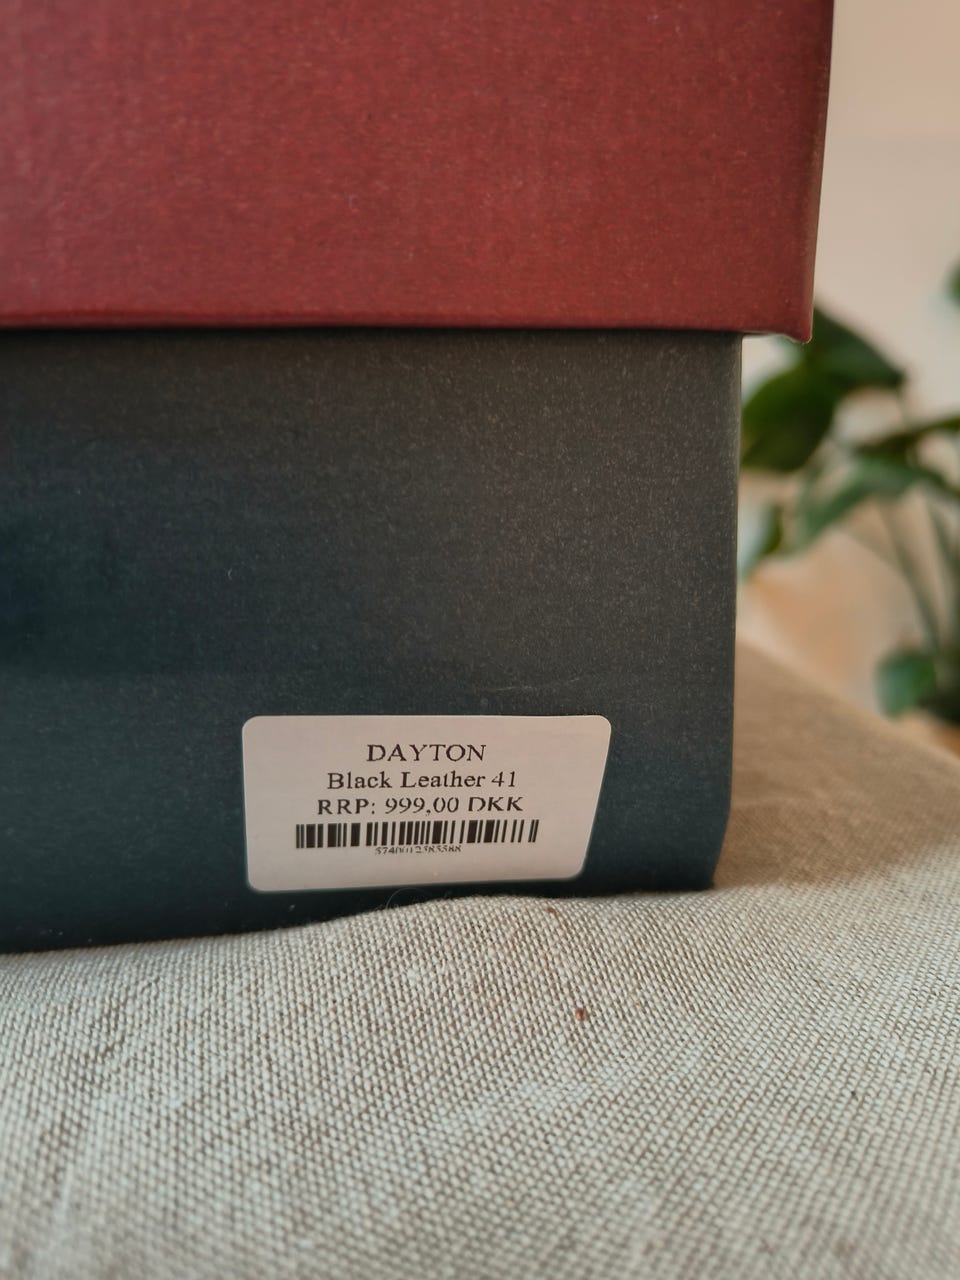 DAYTON
Black Leather 41
RRP: 999,00 DKK